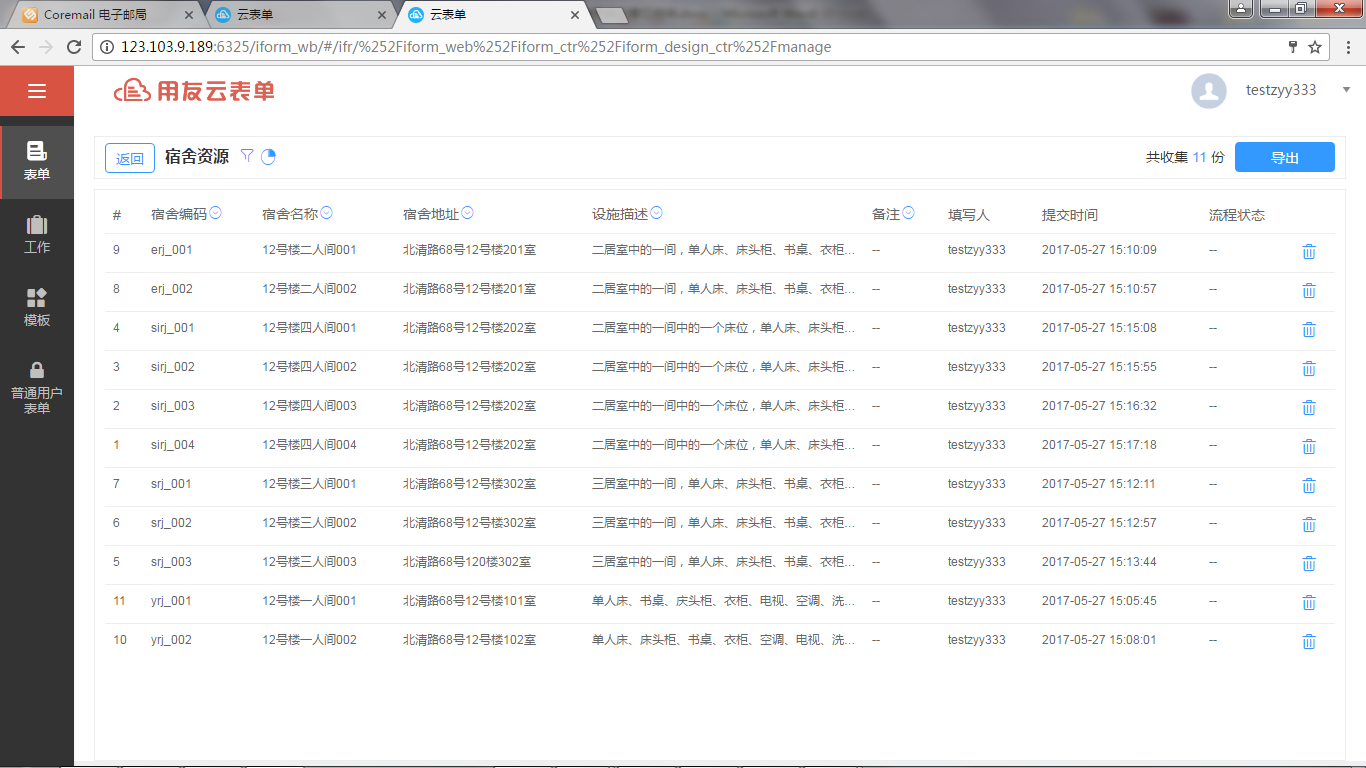 Coremail 电子邮局
云表单
云表单
123.103.9.189:6325/iform_wb/#/ifr/%252Fiform_web%252Fiform_ctr%252Fiform_design_ctr%252Fmanage
用友云表单
testzyy333
表单
工作
模板
普通用户
表单
返回 宿舍资源
共收集 11 份 导出
# 宿舍编码 宿舍名称 宿舍地址 设施描述 备注 填写人 提交时间 流程状态
9 erj_001 12号楼二人间001 北清路68号12号楼201室 二居室中的一间，单人床、床头柜、书桌、衣柜... -- testzyy333 2017-05-27 15:10:09 --
8 erj_002 12号楼二人间002 北清路68号12号楼201室 二居室中的一间，单人床、床头柜、书桌、衣柜... -- testzyy333 2017-05-27 15:10:57 --
4 sirj_001 12号楼四人间001 北清路68号12号楼202室 二居室中的一间中的一个床位，单人床、床头柜... -- testzyy333 2017-05-27 15:15:08 --
3 sirj_002 12号楼四人间002 北清路68号12号楼202室 二居室中的一间中的一个床位，单人床、床头柜... -- testzyy333 2017-05-27 15:15:55 --
2 sirj_003 12号楼四人间003 北清路68号12号楼202室 二居室中的一间中的一个床位，单人床、床头柜... -- testzyy333 2017-05-27 15:16:32 --
1 sirj_004 12号楼四人间004 北清路68号12号楼202室 二居室中的一间中的一个床位，单人床、床头柜... -- testzyy333 2017-05-27 15:17:18 --
7 srj_001 12号楼三人间001 北清路68号12号楼302室 三居室中的一间，单人床、床头柜、书桌、衣柜... -- testzyy333 2017-05-27 15:12:11 --
6 srj_002 12号楼三人间002 北清路68号12号楼302室 三居室中的一间，单人床、床头柜、书桌、衣柜... -- testzyy333 2017-05-27 15:12:57 --
5 srj_003 12号楼三人间003 北清路68号120楼302室 三居室中的一间，单人床、床头柜、书桌、衣柜... -- testzyy333 2017-05-27 15:13:44 --
11 yrj_001 12号楼一人间001 北清路68号12号楼101室 单人床、书桌、床头柜、衣柜、电视、空调、洗... -- testzyy333 2017-05-27 15:05:45 --
10 yrj_002 12号楼一人间002 北清路68号12号楼102室 单人床、床头柜、书桌、衣柜、空调、电视、洗... -- testzyy333 2017-05-27 15:08:01 --